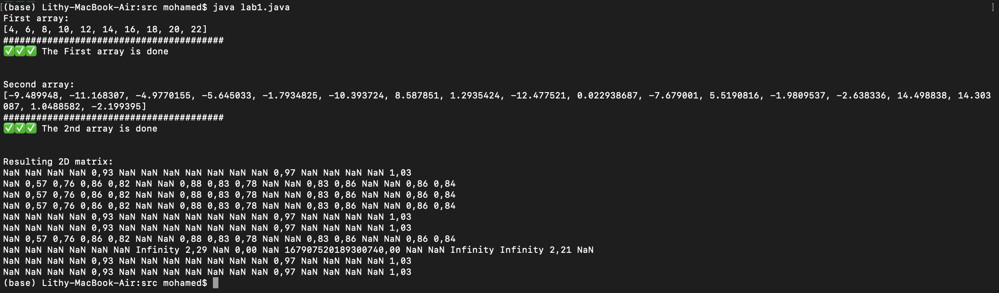 [(base) Lithy-MacBook-Air:src mohamed$ java lab1.java ]
First array:
[4, 6, 8, 10, 12, 14, 16, 18, 20, 22]
########################################
✅✅✅ The First array is done
Second array:
[-9.489948, -11.168307, -4.9770155, -5.645033, -1.7934825, -10.393724, 8.587851, 1.2935424, -12.477521, 0.022938687, -7.679001, 5.5190816, -1.9809537, -2.638336, 14.498838, 14.303
087, 1.0488582, -2.199395]
########################################
✅✅✅ The 2nd array is done
Resulting 2D matrix:
NaN NaN NaN NaN 0,93 NaN NaN NaN NaN NaN NaN NaN 0,97 NaN NaN NaN NaN 1,03
NaN 0,57 0,76 0,86 0,82 NaN NaN 0,88 0,83 0,78 NaN NaN 0,83 0,86 NaN NaN 0,86 0,84
NaN 0,57 0,76 0,86 0,82 NaN NaN 0,88 0,83 0,78 NaN NaN 0,83 0,86 NaN NaN 0,86 0,84
NaN 0,57 0,76 0,86 0,82 NaN NaN 0,88 0,83 0,78 NaN NaN 0,83 0,86 NaN NaN 0,86 0,84
NaN NaN NaN NaN 0,93 NaN NaN NaN NaN NaN NaN NaN 0,97 NaN NaN NaN NaN 1,03
NaN NaN NaN NaN 0,93 NaN NaN NaN NaN NaN NaN NaN 0,97 NaN NaN NaN NaN 1,03
NaN 0,57 0,76 0,86 0,82 NaN NaN 0,88 0,83 0,78 NaN NaN 0,83 0,86 NaN NaN 0,86 0,84
NaN NaN NaN NaN NaN NaN Infinity 2,29 NaN 0,00 NaN 167907520189300740,00 NaN NaN Infinity Infinity 2,21 NaN
NaN NaN NaN NaN 0,93 NaN NaN NaN NaN NaN NaN NaN 0,97 NaN NaN NaN NaN 1,03
NaN NaN NaN NaN 0,93 NaN NaN NaN NaN NaN NaN NaN 0,97 NaN NaN NaN NaN 1,03
(base) Lithy-MacBook-Air:src mohamed$